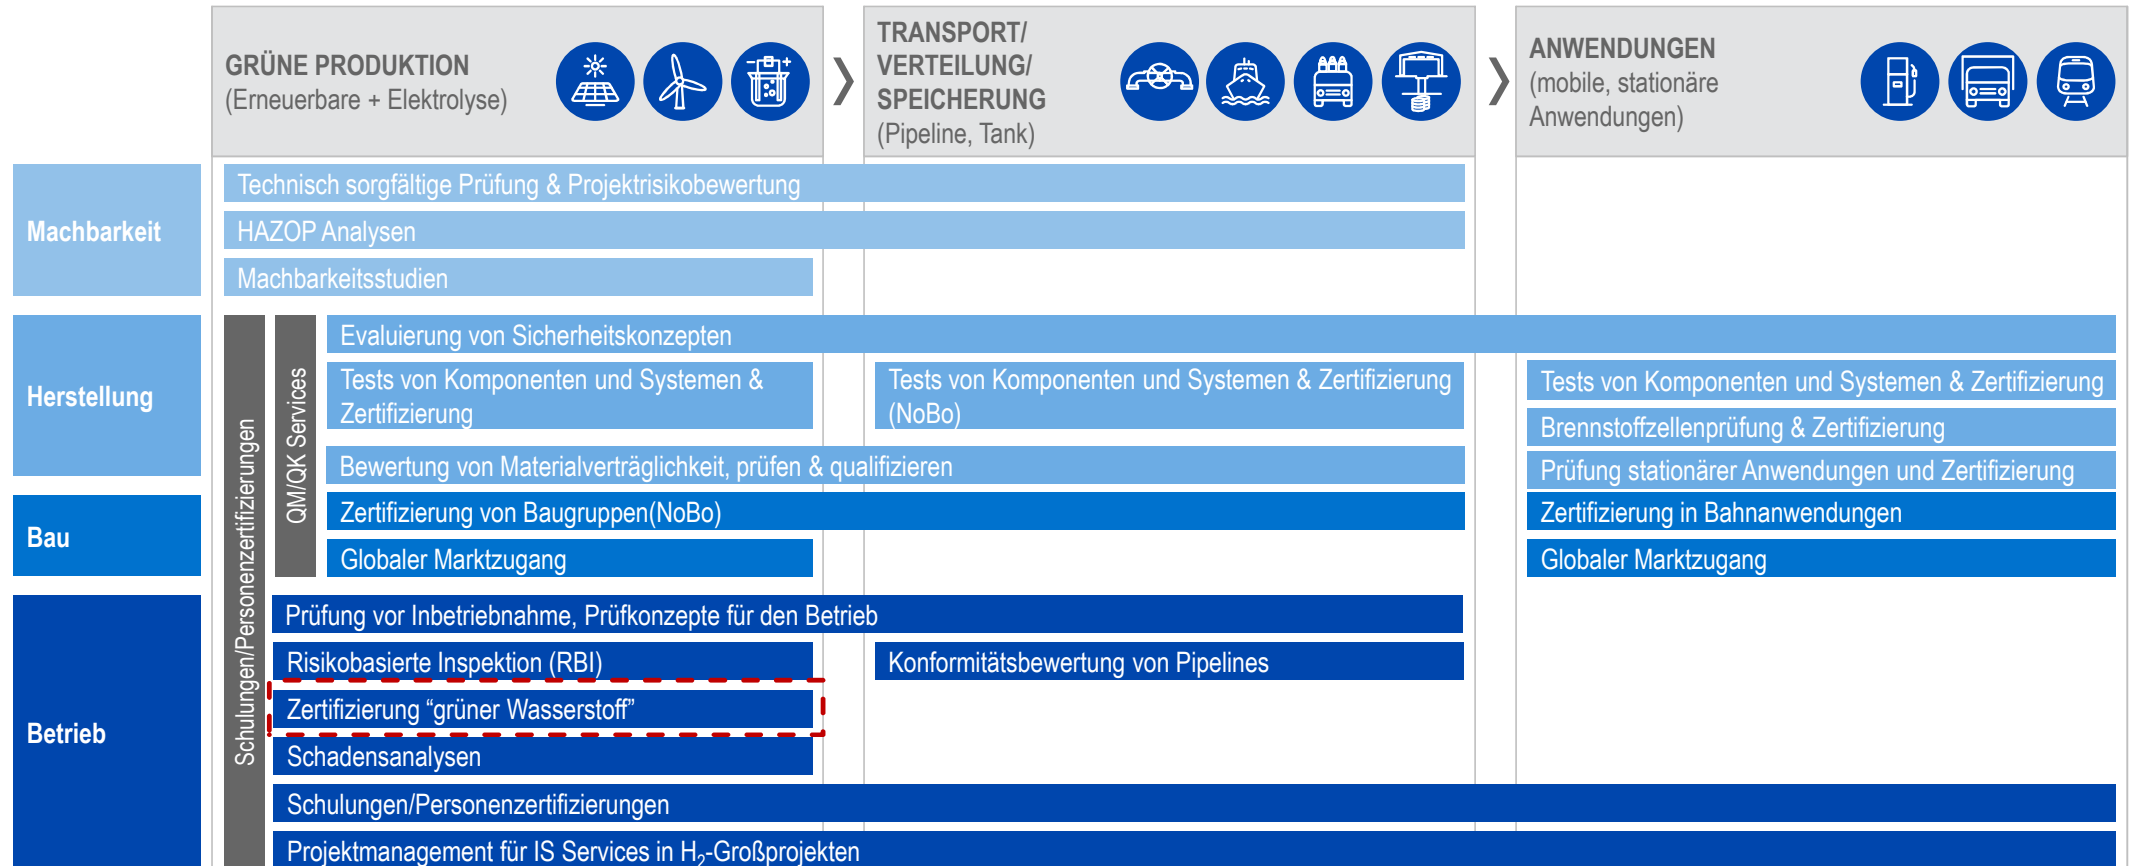 GRÜNE PRODUKTION
(Erneuerbare + Elektrolyse)
TRANSPORT/
VERTEILUNG/
SPEICHERUNG
(Pipeline, Tank)
ANWENDUNGEN
(mobile, stationäre
Anwendungen)
Machbarkeit
Technisch sorgfältige Prüfung & Projektrisikobewertung
HAZOP Analysen
Machbarkeitsstudien
Schulungen/Personenzertifizierungen
QM/QK Services
Herstellung
Evaluierung von Sicherheitskonzepten
Tests von Komponenten und Systemen &
Zertifizierung
Tests von Komponenten und Systemen & Zertifizierung
(NoBo)
Tests von Komponenten und Systemen & Zertifizierung
Brennstoffzellenprüfung & Zertifizierung
Bewertung von Materialverträglichkeit, prüfen & qualifizieren
Prüfung stationärer Anwendungen und Zertifizierung
Bau
Zertifizierung von Baugruppen(NoBo)
Zertifizierung in Bahnanwendungen
Globaler Marktzugang
Globaler Marktzugang
Betrieb
Prüfung vor Inbetriebnahme, Prüfkonzepte für den Betrieb
Risikobasierte Inspektion (RBI)
Konformitätsbewertung von Pipelines
Zertifizierung “grüner Wasserstoff”
Schadensanalysen
Schulungen/Personenzertifizierungen
Projektmanagement für IS Services in H₂-Großprojekten